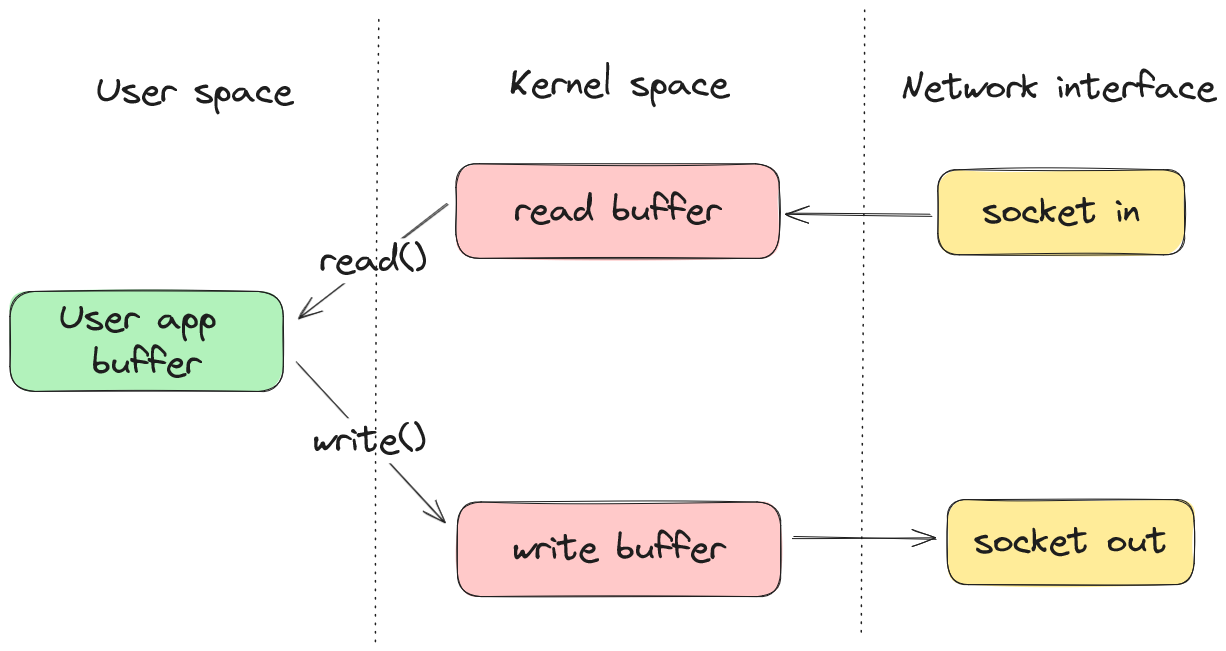 User space
Kernel space
Network interface
read buffer
socket in
read()
User app
buffer
write()
write buffer
socket out